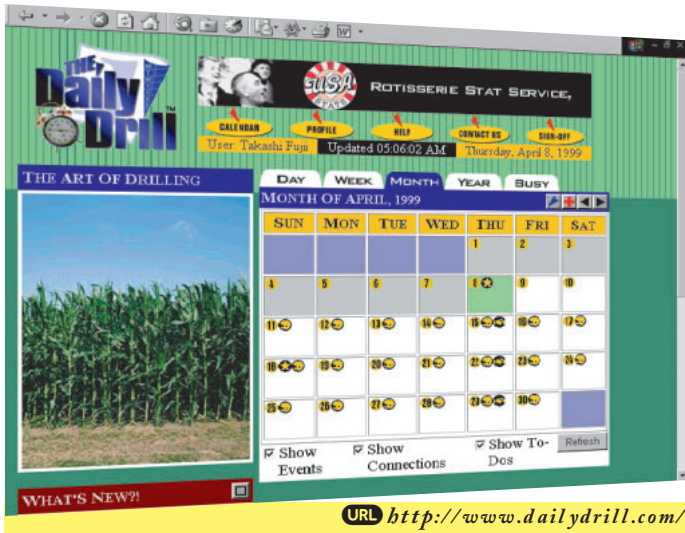 THE
Daily
Drill
™
USA
STATS
ROTISSERIE STAT SERVICE,
CALENDAR
PROFILE
HELP
CONTACT US
SIGN-OFF
User: Takashi Fujii
Updated 05:06:02 AM
Thursday, April 8, 1999
THE ART OF DRILLING
DAY WEEK MONTH YEAR BUSY
MONTH OF APRIL, 1999
SUN MON TUE WED THU FRI SAT
1 2 3
4 5 6 7 8 9 10
11 12 13 14 15 16 17
18 19 20 21 22 23 24
25 26 27 28 29 30
Show Events
Show Connections
Show To-Dos
Refresh
WHAT'S NEW?!
URL http://www.dailydrill.com/